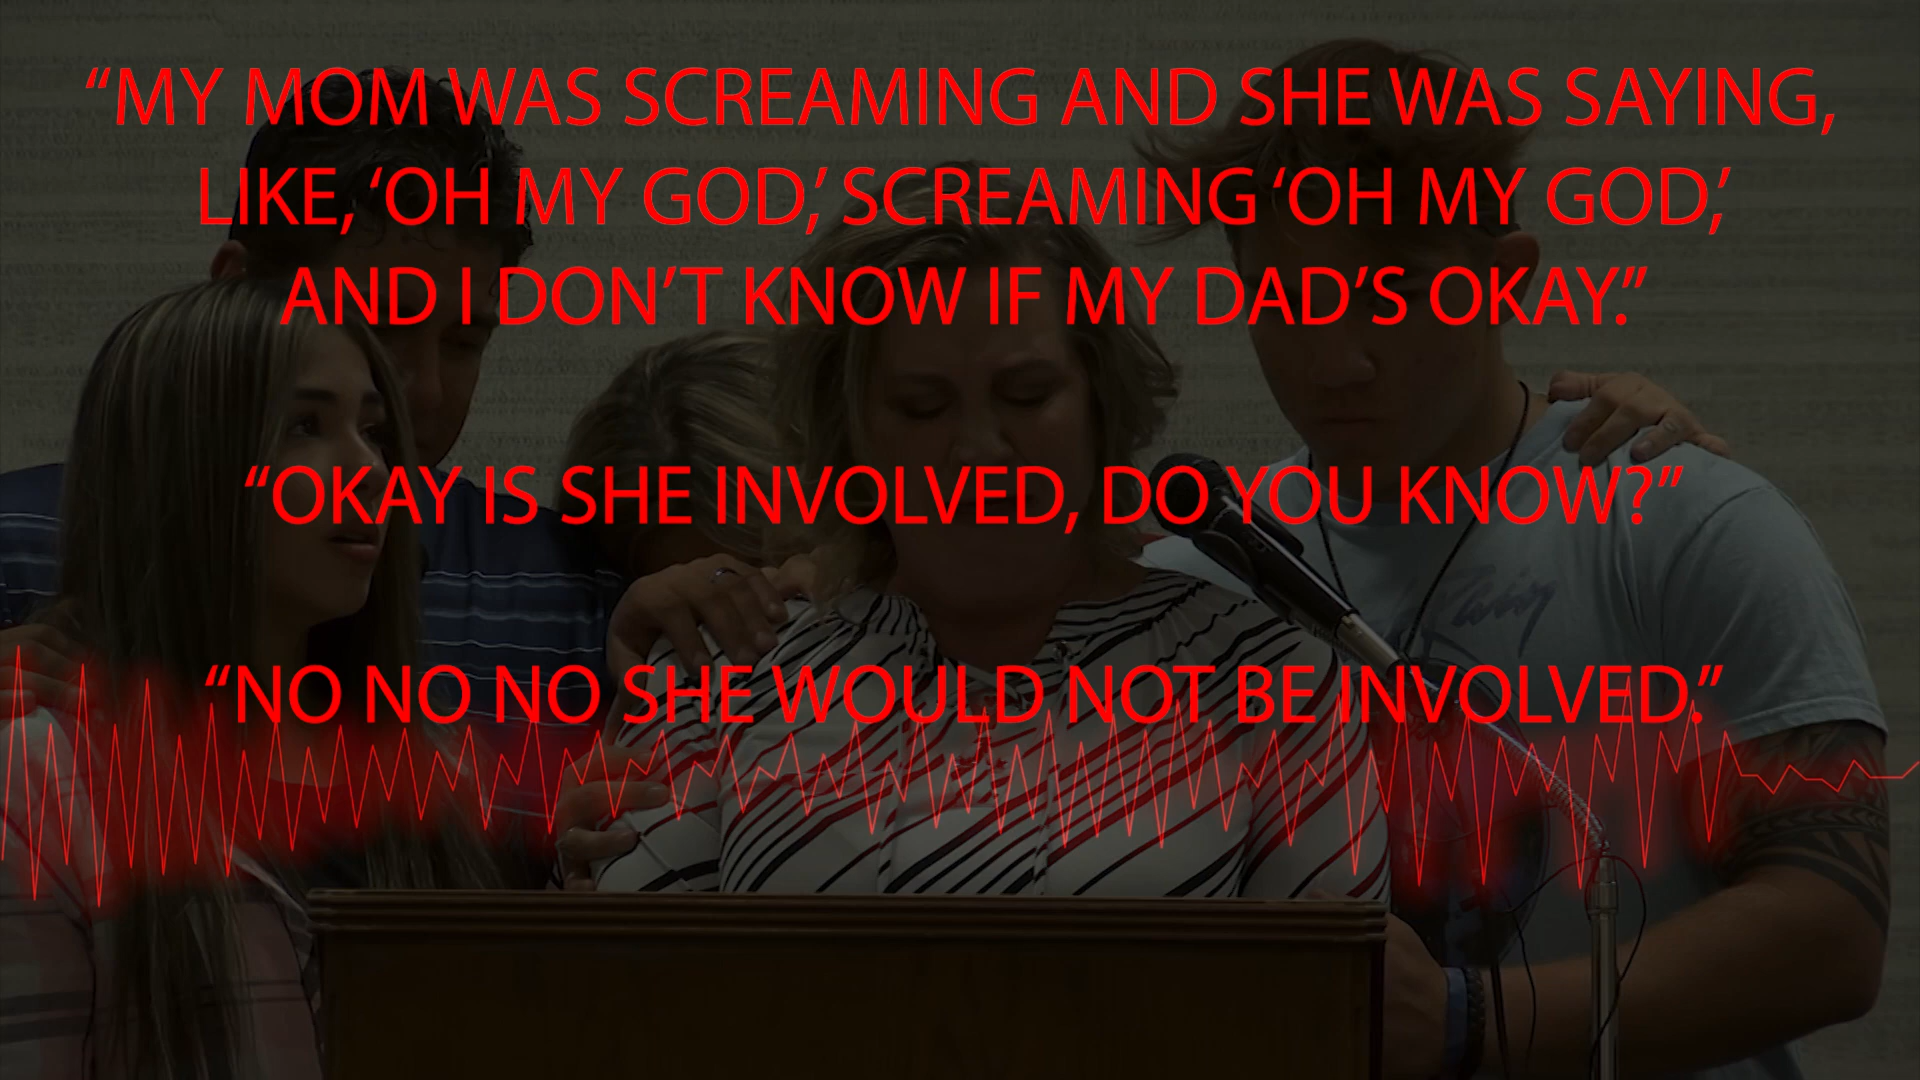 “MY MOM WAS SCREAMING AND SHE WAS SAYING,
LIKE, ‘OH MY GOD,’ SCREAMING ‘OH MY GOD,’
AND I DON’T KNOW IF MY DAD’S OKAY.”
“OKAY IS SHE INVOLVED, DO YOU KNOW?”
“NO NO NO SHE WOULD NOT BE INVOLVED.”